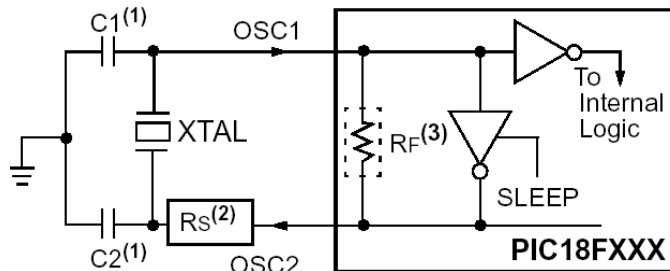 C1(1)
OSC1
To
Internal
Logic
XTAL
RF(3)
SLEEP
RS(2)
C2(1)
OSC2
PIC18FXXX